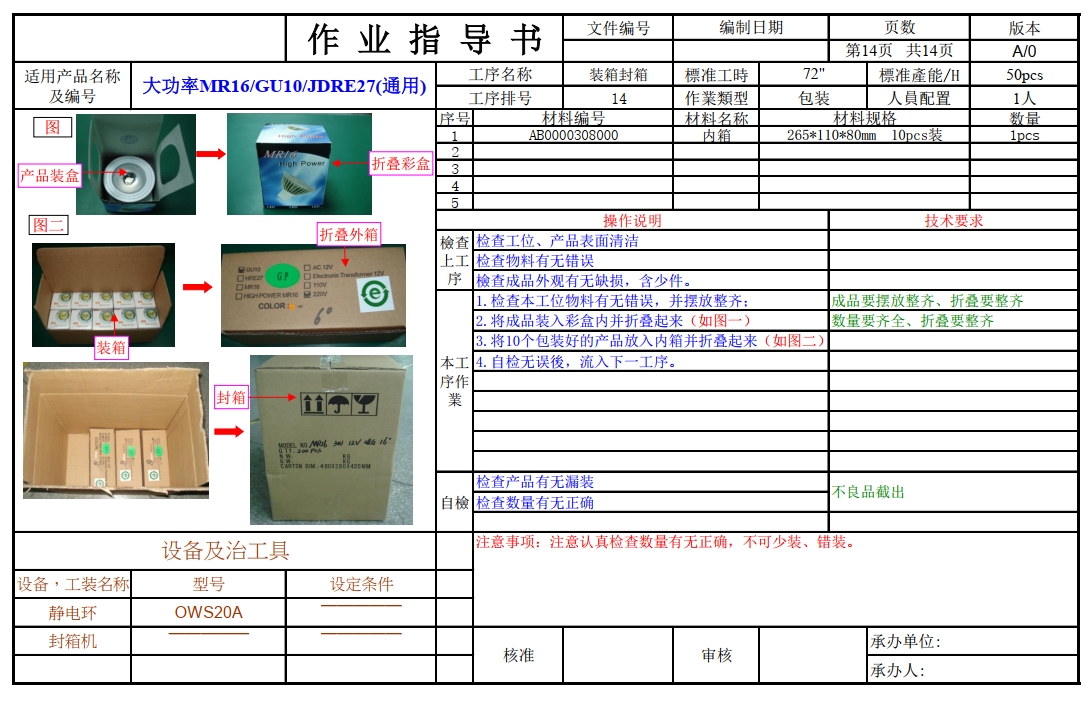 作 业 指 导 书
文件编号
编制日期
页数
版本
第14页 共14页
A/0
适用产品名称
及编号
大功率MR16/GU10/JDRE27(通用)
工序名称
装箱封箱
標准工時
72"
標准產能/H
50pcs
工序排号
14
作業類型
包装
人員配置
1人
序号
材料编号
材料名称
材料规格
数量
1
AB0000308000
内箱
265*110*80mm 10pcs装
1pcs
2
3
4
5
图
产品装盒
MR16
High Power
折叠彩盒
图二
折叠外箱
装箱
GU10
HRE27
MR16
HIGH POWER MR16
AC 12V
Electronic Transformer 12V
110V
220V
COLOR:
GP
6°
e
封箱
MODEL NO. MR16 3W 12V 16°
Q'TY: 200 PCS
N.W. KG
G.W. KG
CARTON DIM.:480X280X425MM
操作说明
技术要求
檢查
上工
序
检查工位、产品表面清洁
检查物料有无错误
檢查成品外观有无缺损，含少件。
本工
序作
業
1.检查本工位物料有无错误，并摆放整齐;
成品要摆放整齐、折叠要整齐
2.将成品装入彩盒内并折叠起来（如图一）
数量要齐全、折叠要整齐
3.将10个包装好的产品放入内箱并折叠起来（如图二）
4.自检无误後，流入下一工序。
自檢
检查产品有无漏装
检查数量有无正确
不良品截出
设备及治工具
注意事项：注意认真检查数量有无正确，不可少装、错装。
设备，工装名称
型号
设定条件
静电环
OWS20A
—————
封箱机
—————
—————
核准
审核
承办单位:
承办人: